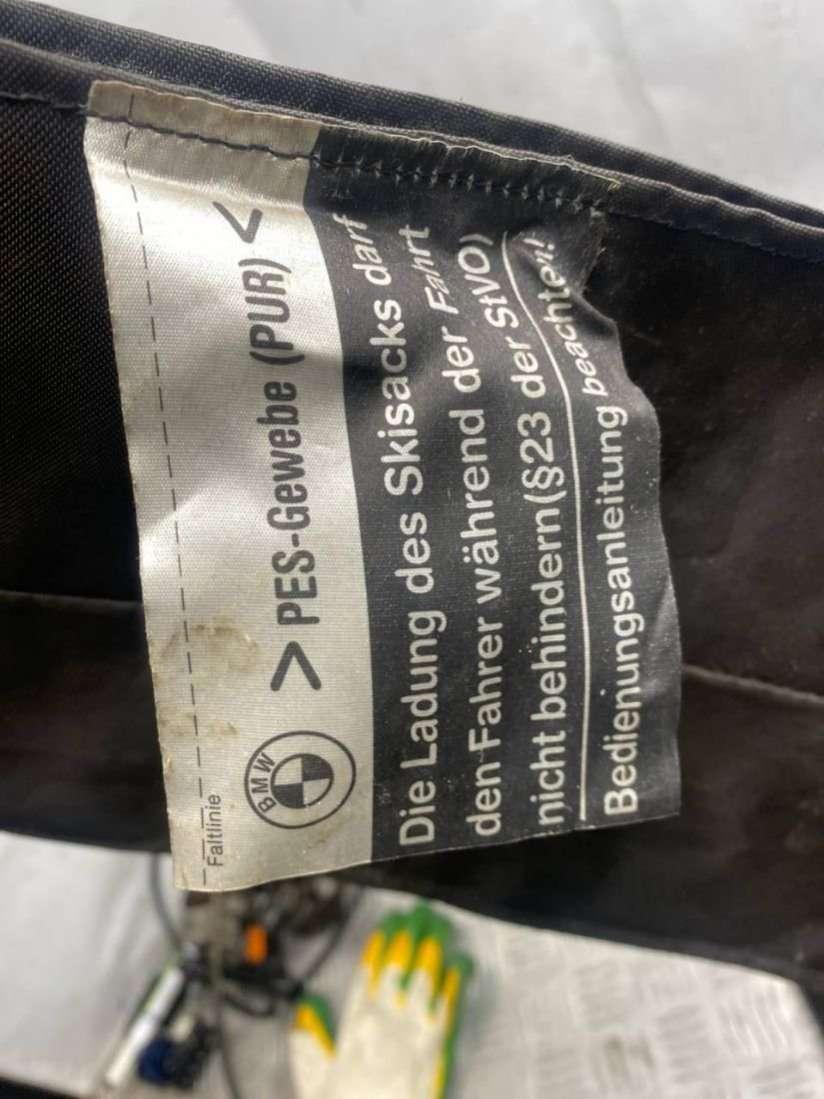 Faltlinie
BMW
> PES-Gewebe (PUR) <
Die Ladung des Skisacks darf
den Fahrer während der Fahrt
nicht behindern(§23 der StVO)
Bedienungsanleitung beachten!